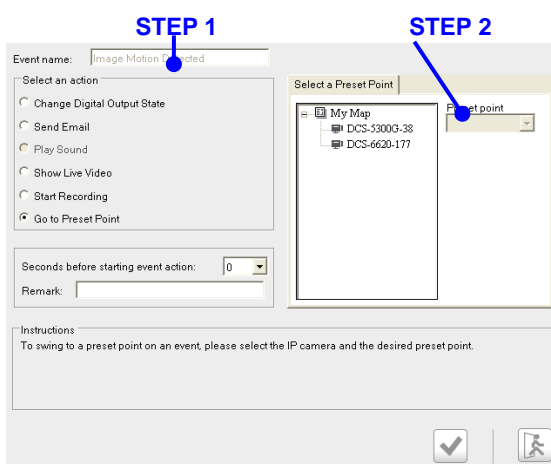 STEP 1
STEP 2
Event name: Image Motion Detected
Select an action
Change Digital Output State
Send Email
Play Sound
Show Live Video
Start Recording
Go to Preset Point
Seconds before starting event action: 0
Remark:
Select a Preset Point
My Map
DCS-5300G-38
DCS-6620-177
Preset point
Instructions
To swing to a preset point on an event, please select the IP camera and the desired preset point.